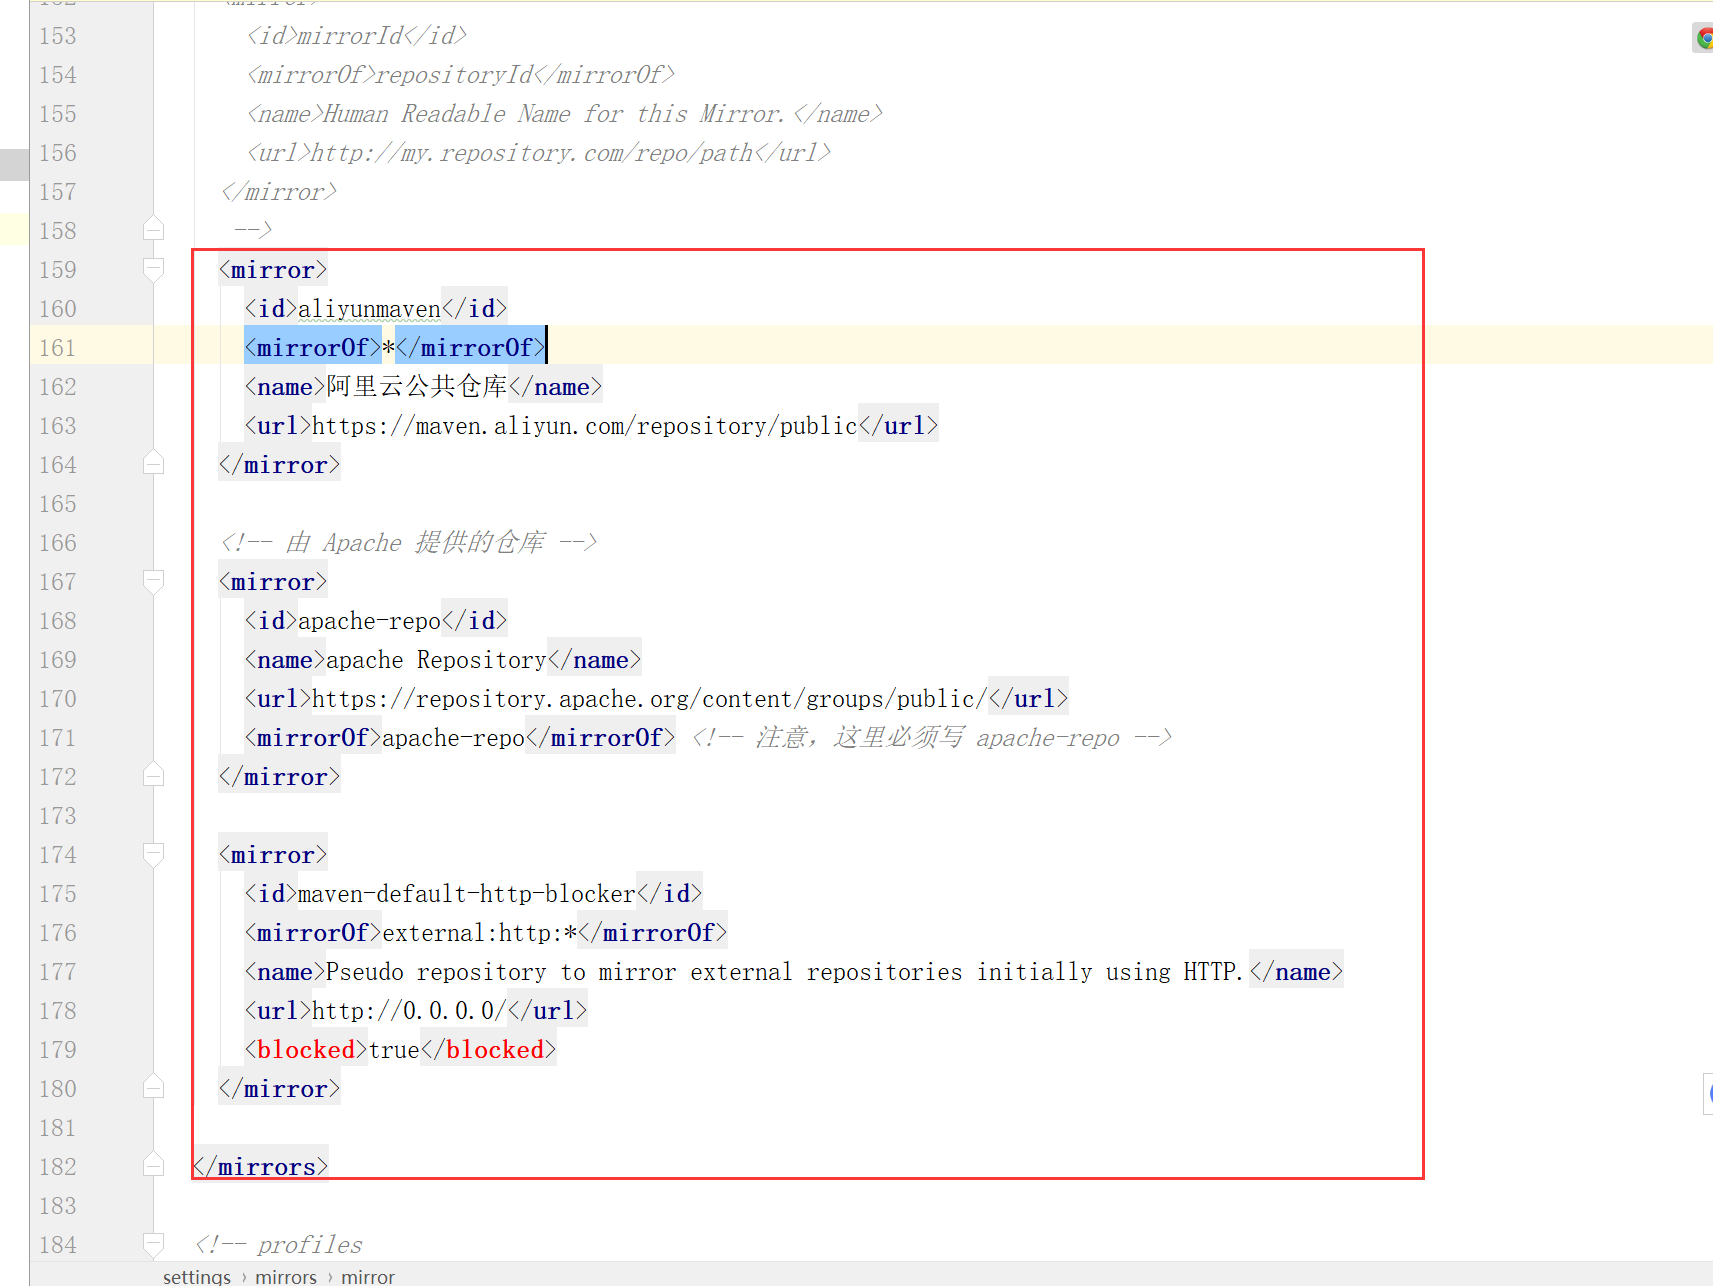 152 <mirror>
153 <id>mirrorId</id>
154 <mirrorOf>repositoryId</mirrorOf>
155 <name>Human Readable Name for this Mirror.</name>
156 <url>http://my.repository.com/repo/path</url>
157 </mirror>
158 -->
159 <mirror>
160 <id>aliyunmaven</id>
161 <mirrorOf>*</mirrorOf>
162 <name>阿里云公共仓库</name>
163 <url>https://maven.aliyun.com/repository/public</url>
164 </mirror>
165
166 <!-- 由 Apache 提供的仓库 -->
167 <mirror>
168 <id>apache-repo</id>
169 <name>apache Repository</name>
170 <url>https://repository.apache.org/content/groups/public/</url>
171 <mirrorOf>apache-repo</mirrorOf> <!-- 注意，这里必须写 apache-repo -->
172 </mirror>
173
174 <mirror>
175 <id>maven-default-http-blocker</id>
176 <mirrorOf>external:http:*</mirrorOf>
177 <name>Pseudo repository to mirror external repositories initially using HTTP.</name>
178 <url>http://0.0.0.0/</url>
179 <blocked>true</blocked>
180 </mirror>
181
182 </mirrors>
183
184 <!-- profiles
settings › mirrors › mirror